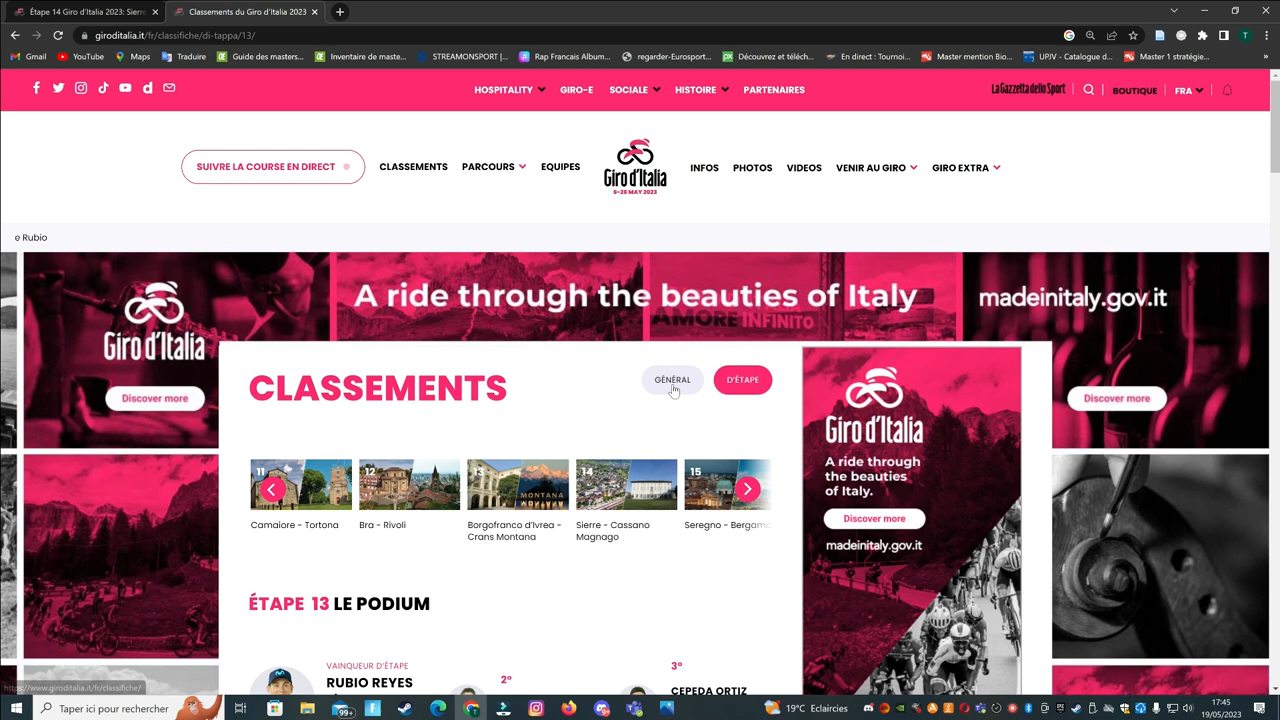 Étape 14 du Giro d'Italia 2023: Sierre
Classements du Giro d'Italia 2023
giroditalia.it/fr/classifiche/di-tappa/13/
Gmail YouTube Maps Traduire Guide des masters... Inventaire de maste... STREAMONSPORT |... Rap Francais Album... regarder-Eurosport... Découvrez et téléch... En direct : Tournoi... Master mention Bio... UPJV - Catalogue d... Master 1 stratégie...
HOSPITALITY GIRO-E SOCIALE HISTOIRE PARTENAIRES La Gazzetta dello Sport BOUTIQUE FRA
SUIVRE LA COURSE EN DIRECT CLASSEMENTS PARCOURS EQUIPES Giro d'Italia 6-28 MAY 2023 INFOS PHOTOS VIDEOS VENIR AU GIRO GIRO EXTRA
e Rubio
Giro d'Italia
Discover more
A ride through the beauties of Italy
AMORE INFINITO
madeinitaly.gov.it
Discover more
CLASSEMENTS
GÉNÉRAL D'ÉTAPE
11 12 13 14 15
MONTANA
Camaiore - Tortona
Bra - Rivoli
Borgofranco d'Ivrea -
Crans Montana
Sierre - Cassano
Magnago
Seregno - Bergamo
Giro d'Italia
A ride through
the beauties
of Italy.
Discover more
madeinitaly.gov.it
ÉTAPE 13 LE PODIUM
VAINQUEUR D'ÉTAPE
RUBIO REYES
2°
3°
CEPEDA ORTIZ
https://www.giroditalia.it/fr/classifiche/
Taper ici pour rechercher
99+
19°C Eclaircies
17:45
19/05/2023